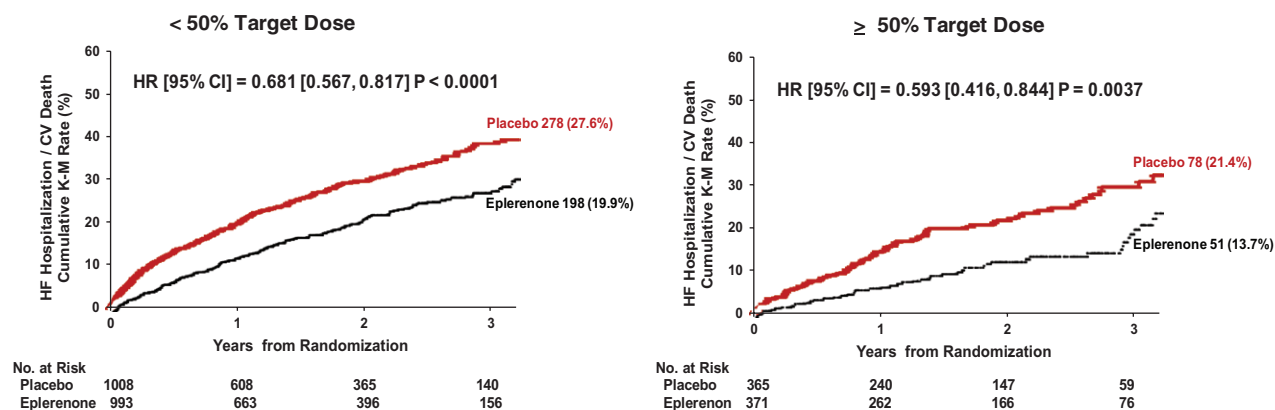 < 50% Target Dose
HF Hospitalization / CV Death
Cumulative K-M Rate (%)
60
50
40
30
20
10
0
HR [95% CI] = 0.681 [0.567, 0.817] P < 0.0001
Placebo 278 (27.6%)
Eplerenone 198 (19.9%)
0 1 2 3
Years from Randomization
No. at Risk
Placebo 1008 608 365 140
Eplerenone 993 663 396 156
≥ 50% Target Dose
HF Hospitalization / CV Death
Cumulative K-M Rate (%)
60
50
40
30
20
10
0
HR [95% CI] = 0.593 [0.416, 0.844] P = 0.0037
Placebo 78 (21.4%)
Eplerenone 51 (13.7%)
0 1 2 3
Years from Randomization
No. at Risk
Placebo 365 240 147 59
Eplerenon 371 262 166 76